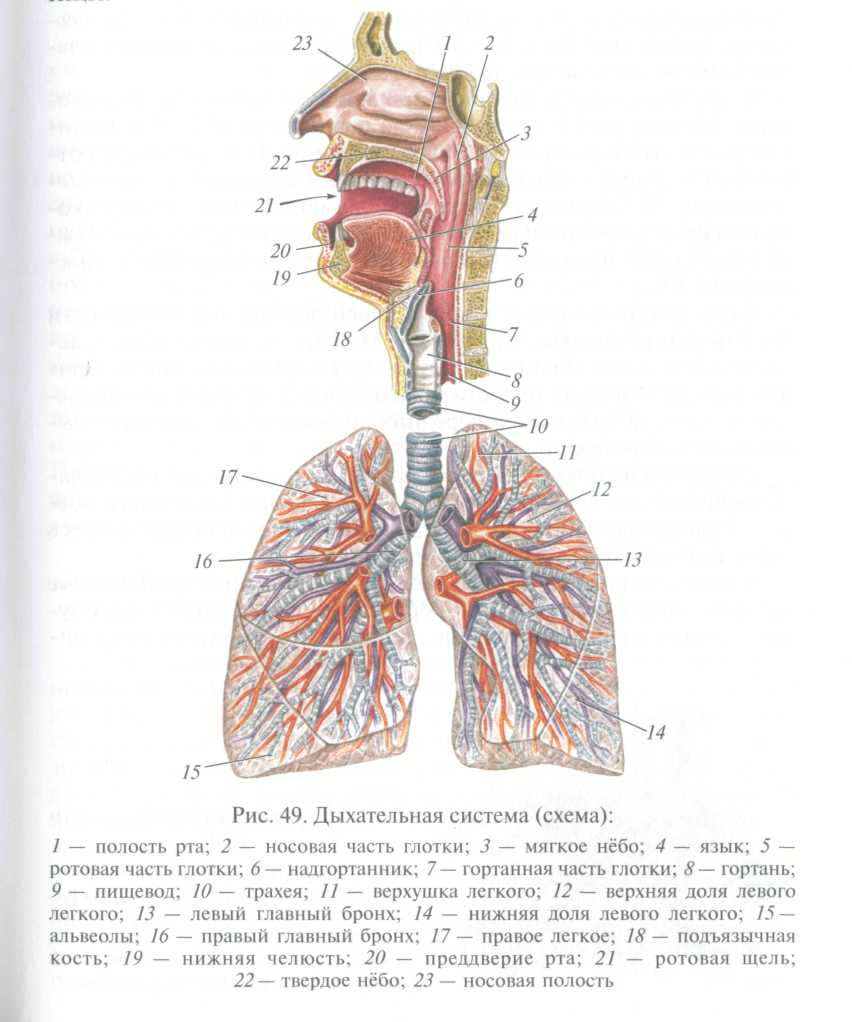 23
1
2
3
22
21
4
20
5
19
6
18
7
8
9
10
11
17
12
16
13
14
15
Рис. 49. Дыхательная система (схема):
1 — полость рта; 2 — носовая часть глотки; 3 — мягкое нёбо; 4 — язык; 5 —
ротовая часть глотки; 6 — надгортанник; 7 — гортанная часть глотки; 8 — гортань;
9 — пищевод; 10 — трахея; 11 — верхушка легкого; 12 — верхняя доля левого
легкого; 13 — левый главный бронх; 14 — нижняя доля левого легкого; 15 —
альвеолы; 16 — правый главный бронх; 17 — правое легкое; 18 — подъязычная
кость; 19 — нижняя челюсть; 20 — преддверие рта; 21 — ротовая щель;
22 — твердое нёбо; 23 — носовая полость